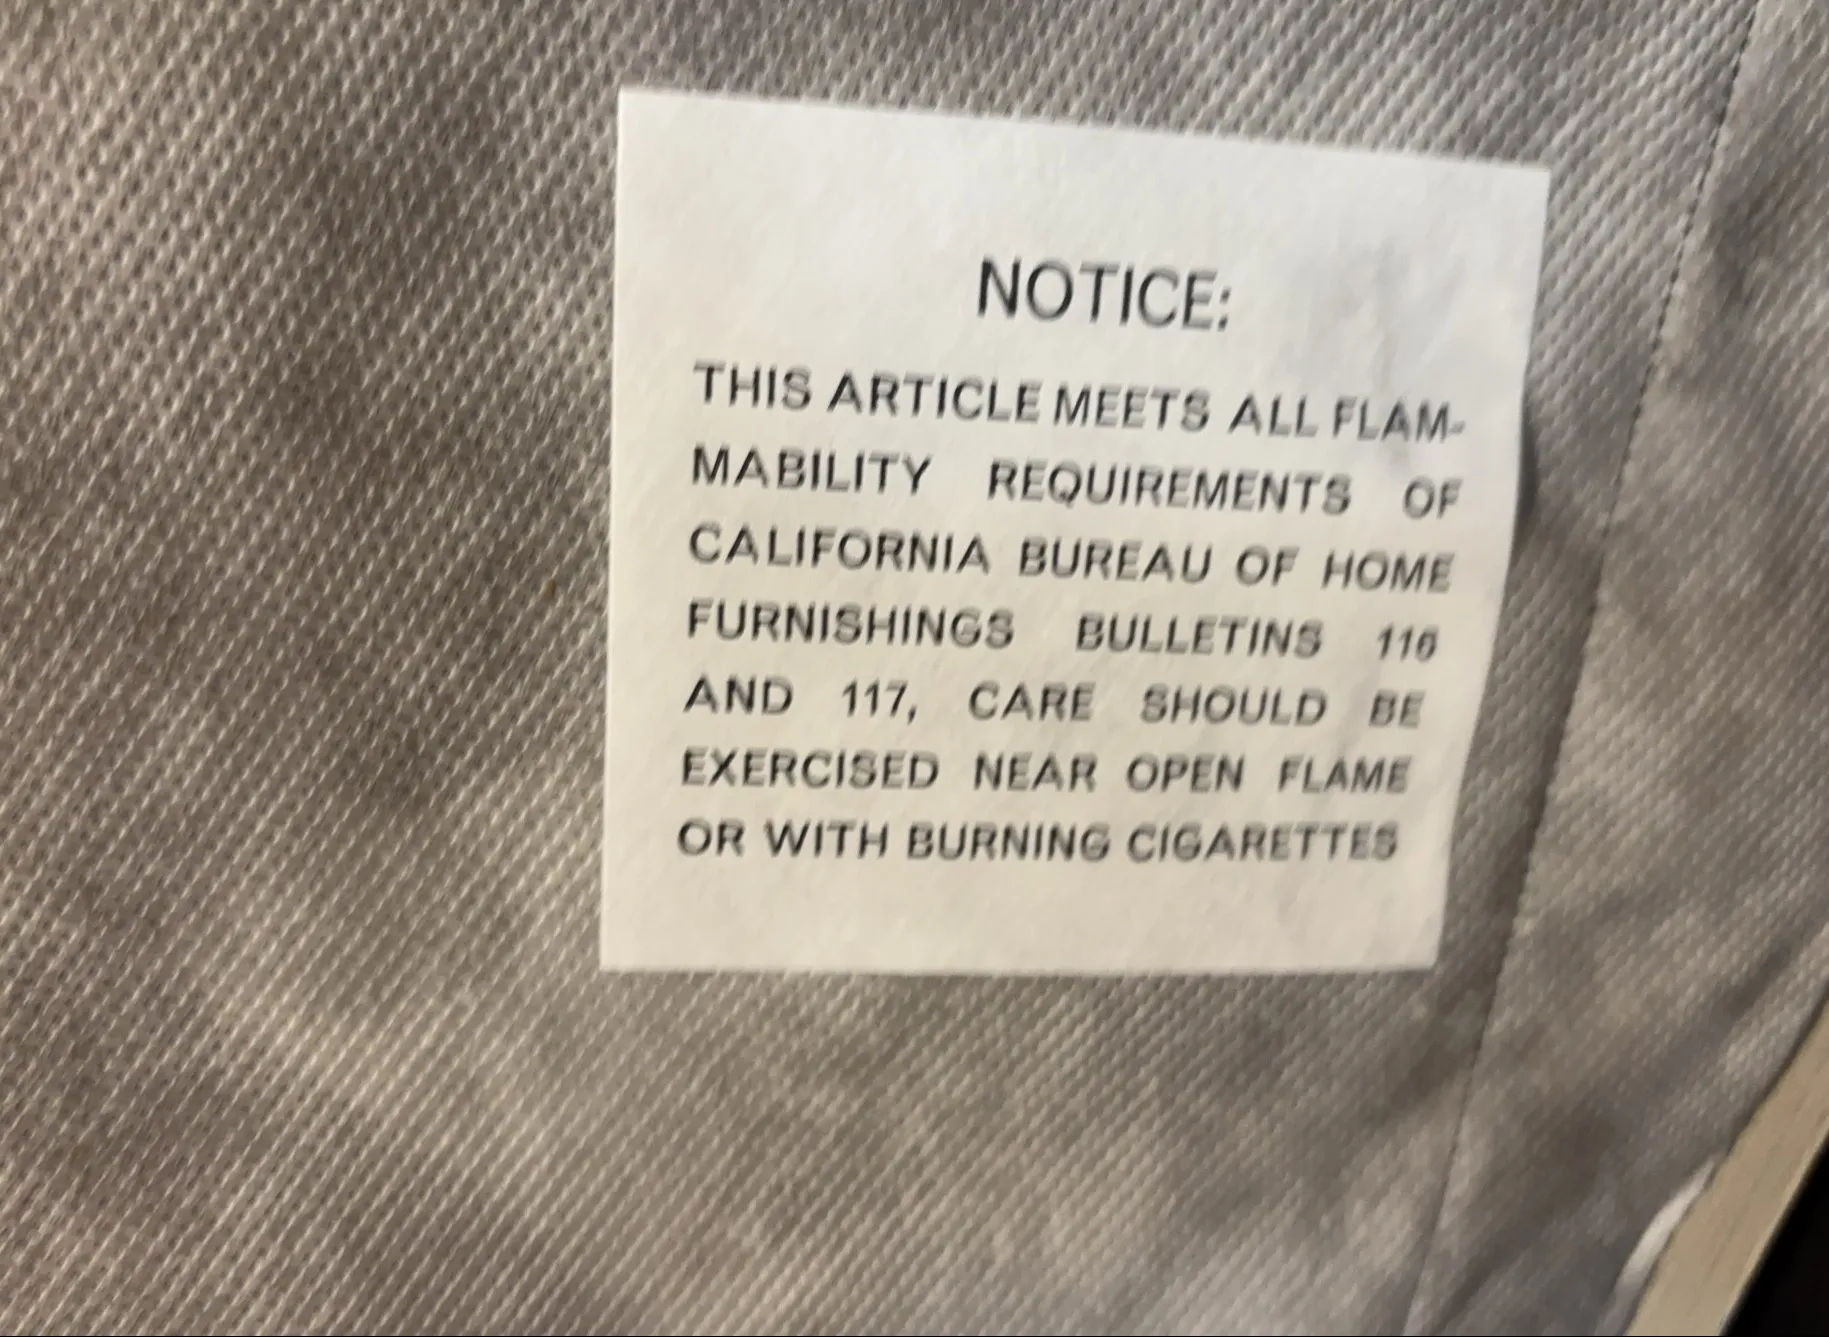 NOTICE:
THIS ARTICLE MEETS ALL FLAM-
MABILITY REQUIREMENTS OF
CALIFORNIA BUREAU OF HOME
FURNISHINGS BULLETINS 116
AND 117, CARE SHOULD BE
EXERCISED NEAR OPEN FLAME
OR WITH BURNING CIGARETTES